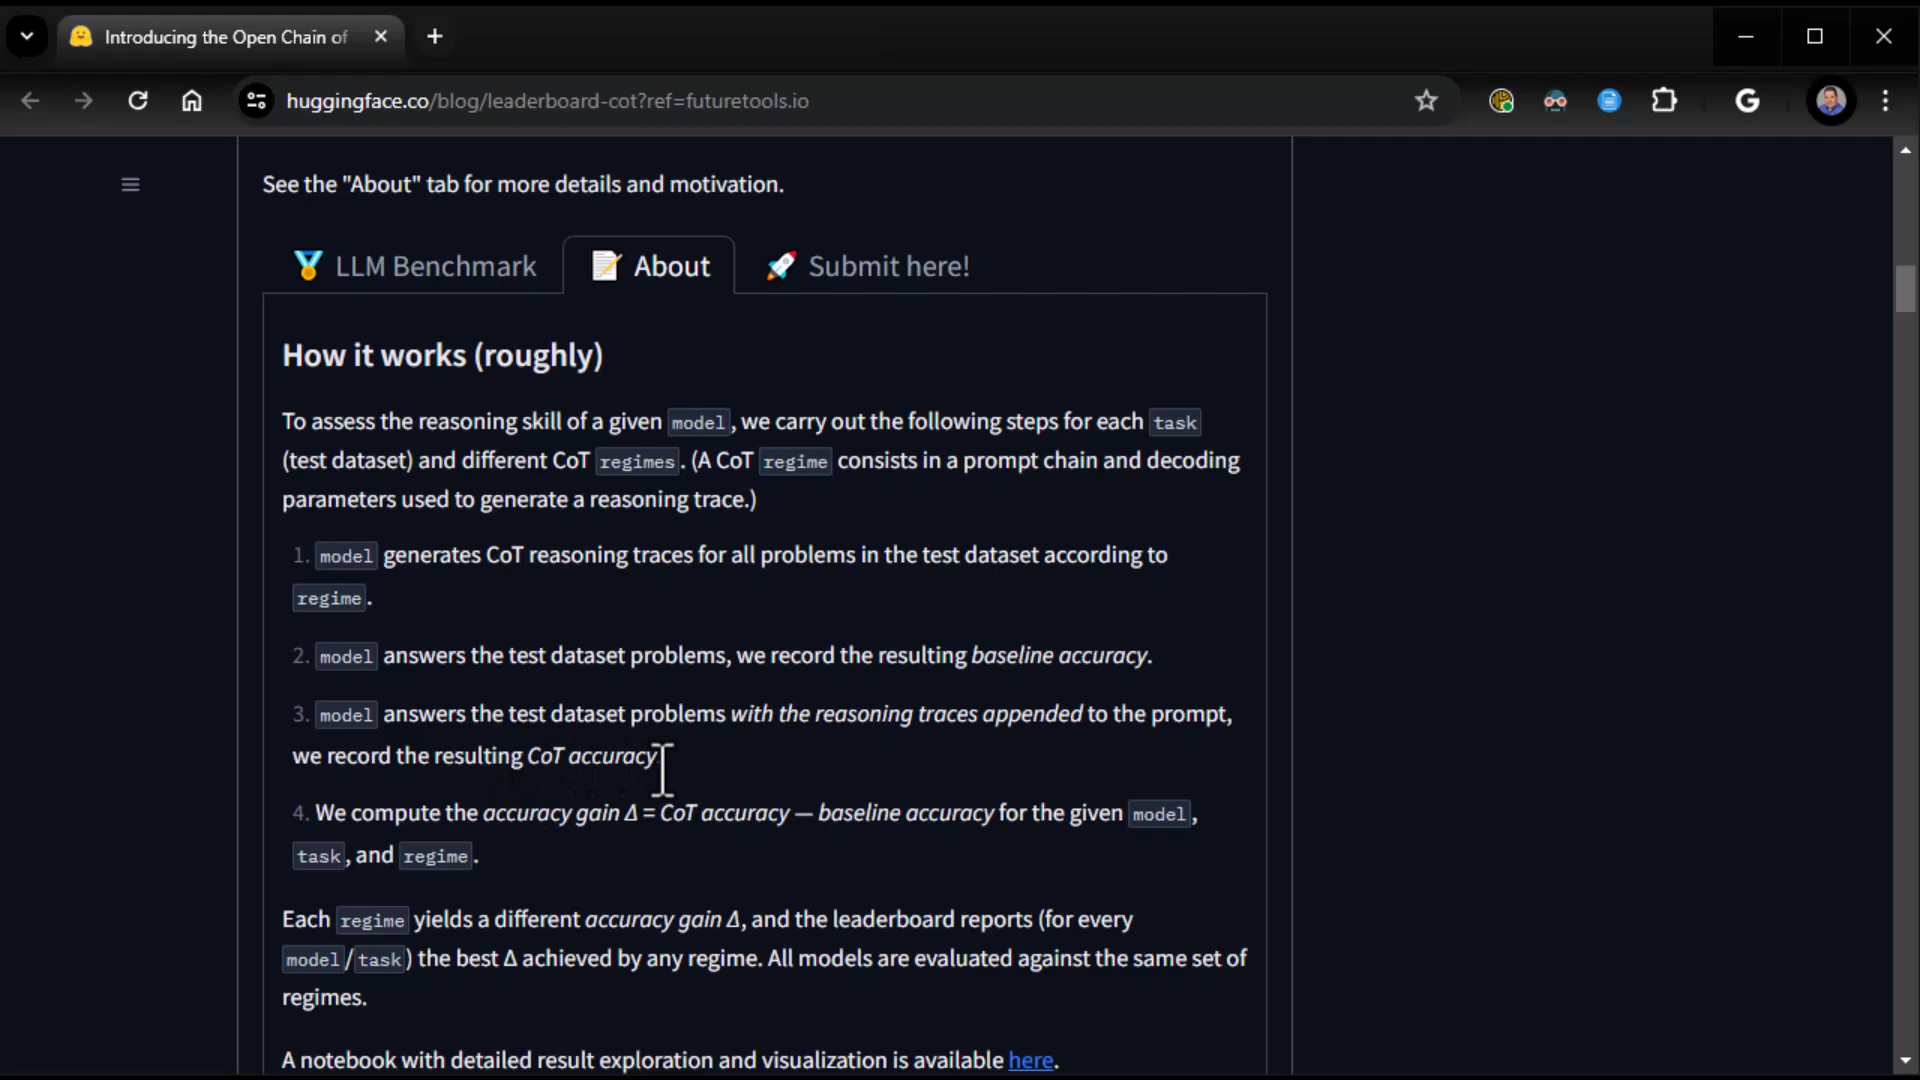 Introducing the Open Chain of
huggingface.co/blog/leaderboard-cot?ref=futuretools.io
See the "About" tab for more details and motivation.
LLM Benchmark
About
Submit here!
How it works (roughly)
To assess the reasoning skill of a given model, we carry out the following steps for each task
(test dataset) and different CoT regimes. (A CoT regime consists in a prompt chain and decoding
parameters used to generate a reasoning trace.)
1. model generates CoT reasoning traces for all problems in the test dataset according to
regime.
2. model answers the test dataset problems, we record the resulting baseline accuracy.
3. model answers the test dataset problems with the reasoning traces appended to the prompt,
we record the resulting CoT accuracy
4. We compute the accuracy gain Δ = CoT accuracy — baseline accuracy for the given model,
task, and regime.
Each regime yields a different accuracy gain Δ, and the leaderboard reports (for every
model/task) the best Δ achieved by any regime. All models are evaluated against the same set of
regimes.
A notebook with detailed result exploration and visualization is available here.